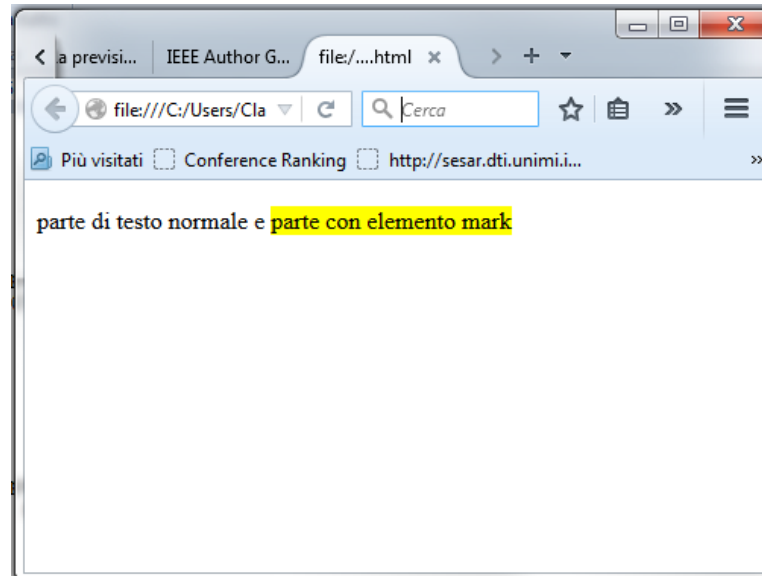 a previsi...
IEEE Author G...
file:/....html
file:///C:/Users/Cla
Cerca
Più visitati
Conference Ranking
http://sesar.dti.unimi.i...
parte di testo normale e parte con elemento mark